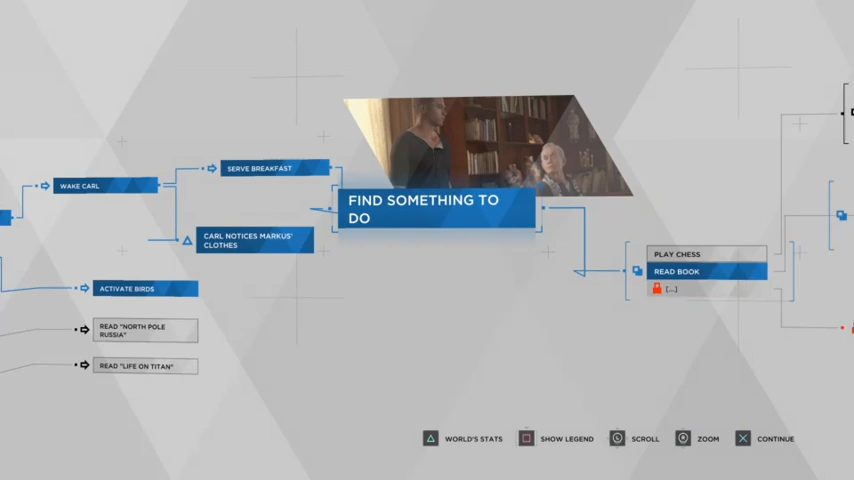 WAKE CARL
SERVE BREAKFAST
CARL NOTICES MARKUS'
CLOTHES
ACTIVATE BIRDS
READ "NORTH POLE
RUSSIA"
READ "LIFE ON TITAN"
FIND SOMETHING TO
DO
PLAY CHESS
READ BOOK
[...]
WORLD'S STATS
SHOW LEGEND
L
SCROLL
R
ZOOM
CONTINUE